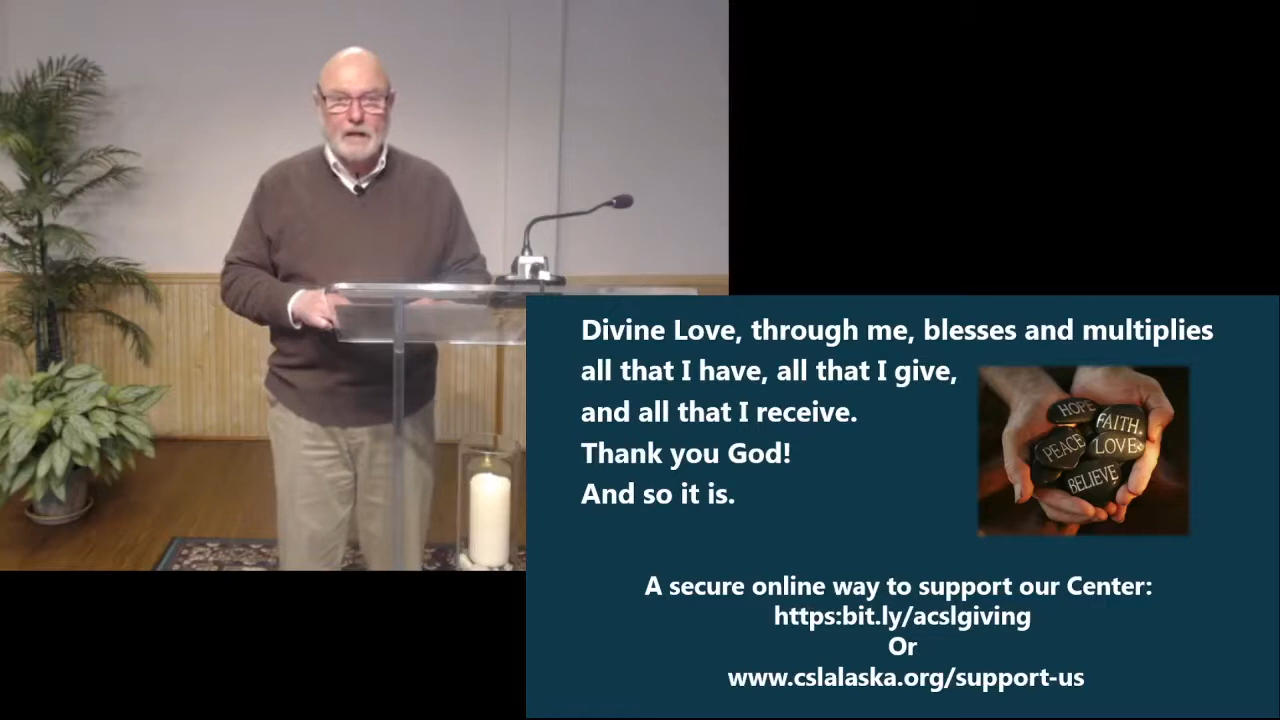 Divine Love, through me, blesses and multiplies
all that I have, all that I give,
and all that I receive.
Thank you God!
And so it is.
HOPE
FAITH.
PEACE
LOVE
BELIEVE
A secure online way to support our Center:
https:bit.ly/acslgiving
Or
www.cslalaska.org/support-us